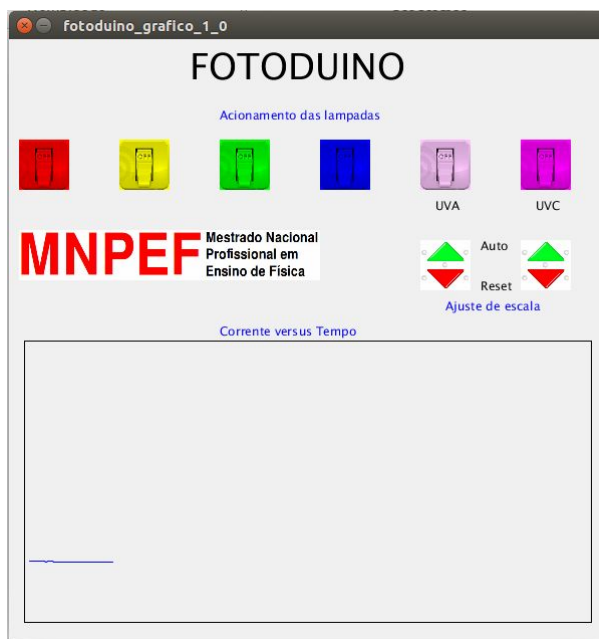 fotoduino_grafico_1_0
FOTODUINO
Acionamento das lampadas
UVA
UVC
MNPEF
Mestrado Nacional
Profissional em
Ensino de Física
Auto
Reset
Ajuste de escala
Corrente versus Tempo